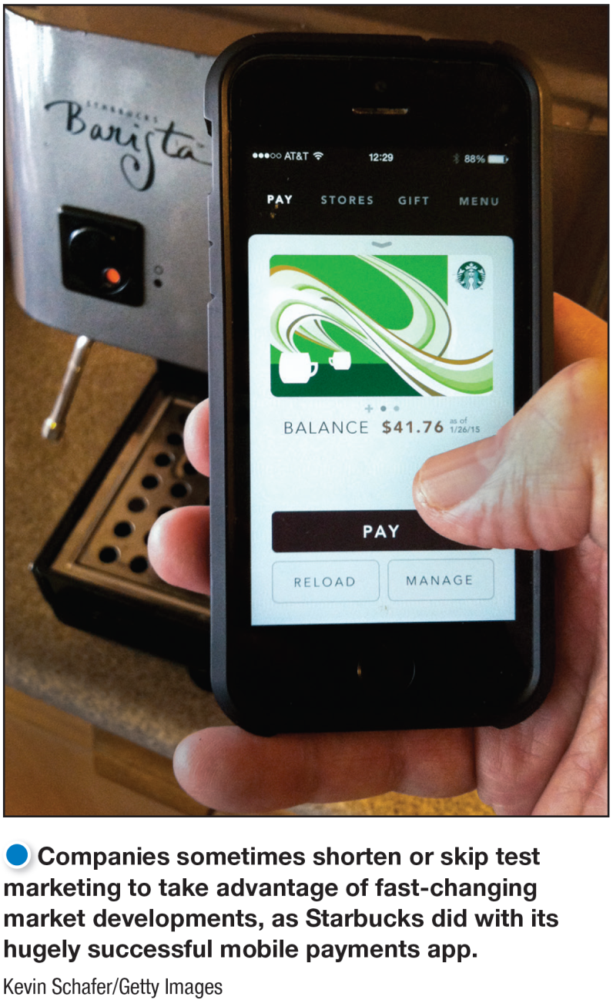 STARBUCKS
Barista
AT&T 12:29 88%
PAY STORES GIFT MENU
BALANCE $41.76 as of
1/26/15
PAY
RELOAD MANAGE
Companies sometimes shorten or skip test
marketing to take advantage of fast-changing
market developments, as Starbucks did with its
hugely successful mobile payments app.
Kevin Schafer/Getty Images